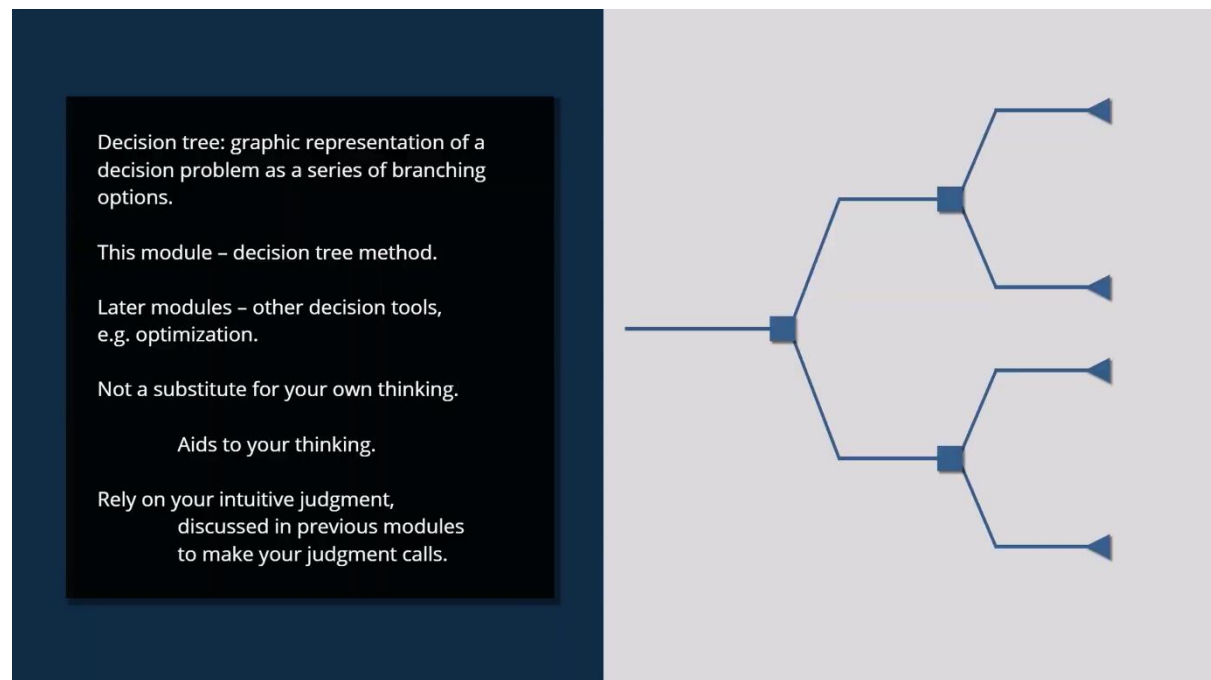 Decision tree: graphic representation of a
decision problem as a series of branching
options.
This module – decision tree method.
Later modules – other decision tools,
e.g. optimization.
Not a substitute for your own thinking.
Aids to your thinking.
Rely on your intuitive judgment,
discussed in previous modules
to make your judgment calls.